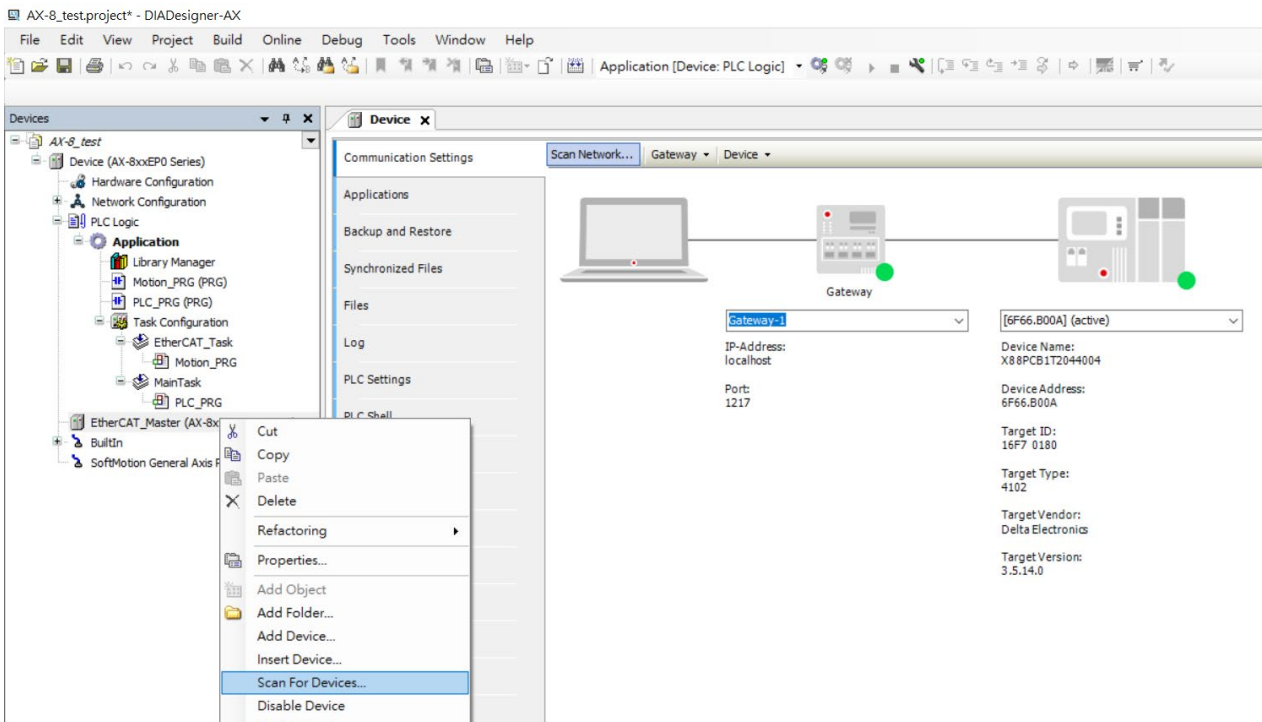 AX-8_test.project* - DIADesigner-AX
File Edit View Project Build Online Debug Tools Window Help
Application [Device: PLC Logic]
Devices
AX-8_test
Device (AX-8xxEP0 Series)
Hardware Configuration
Network Configuration
PLC Logic
Application
Library Manager
Motion_PRG (PRG)
PLC_PRG (PRG)
Task Configuration
EtherCAT_Task
Motion_PRG
MainTask
PLC_PRG
EtherCAT_Master (AX-8x
BuiltIn
SoftMotion General Axis P
Cut
Copy
Paste
Delete
Refactoring
Properties...
Add Object
Add Folder...
Add Device...
Insert Device...
Scan For Devices...
Disable Device
Device
Communication Settings
Applications
Backup and Restore
Synchronized Files
Files
Log
PLC Settings
PLC Shell
Scan Network... Gateway Device
Gateway
Gateway-1
IP-Address:
localhost
Port:
1217
[6F66.B00A] (active)
Device Name:
X88PCB1T2044004
Device Address:
6F66.B00A
Target ID:
16F7 0180
Target Type:
4102
Target Vendor:
Delta Electronics
Target Version:
3.5.14.0